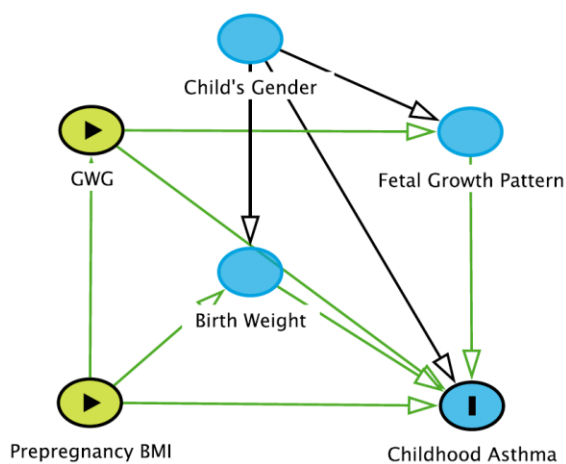 Child's Gender
GWG
Fetal Growth Pattern
Birth Weight
Prepregnancy BMI
Childhood Asthma